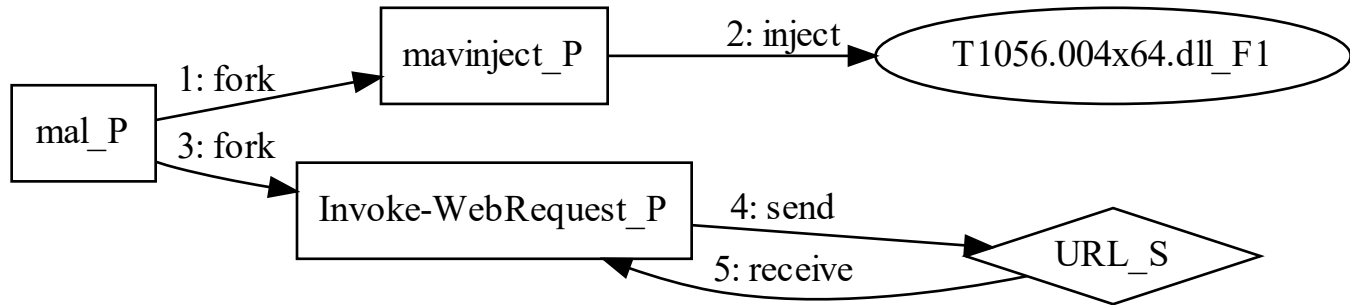 mal_P
1: fork
mavinject_P
2: inject
T1056.004x64.dll_F1
3: fork
Invoke-WebRequest_P
4: send
5: receive
URL_S